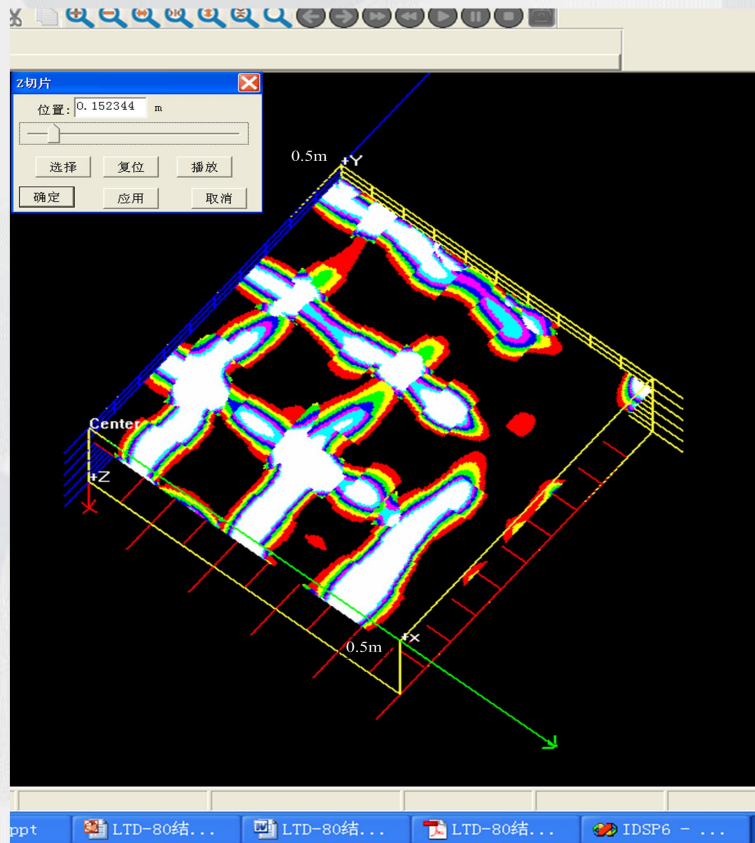 Z切片
位置: 0.152344 m
选择 复位 播放
确定 应用 取消
0.5m +Y
Center
+Z
0.5m +x
ppt LTD-80结... LTD-80结... LTD-80结... IDSP6 - ...